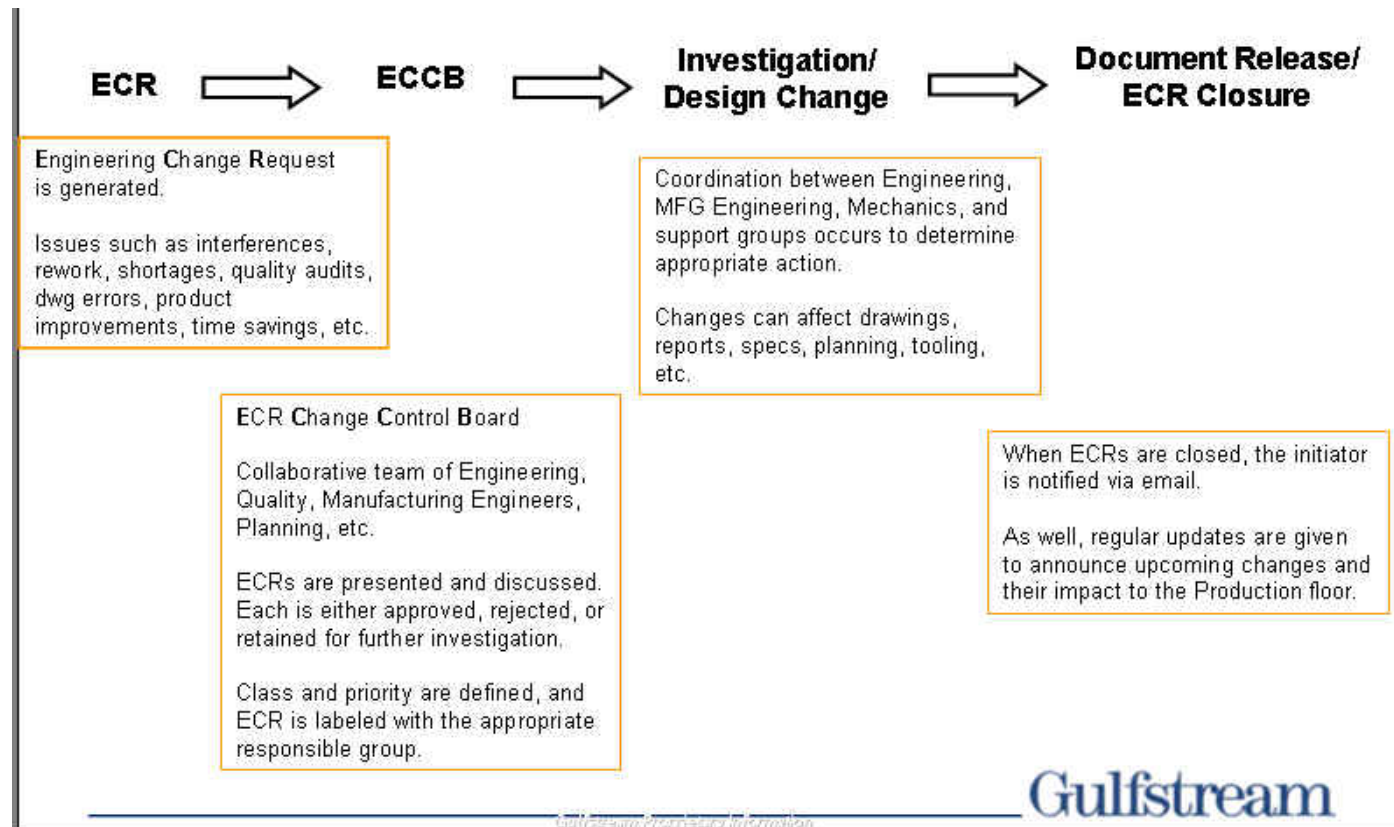 ECR
ECCB
Investigation/
Design Change
Document Release/
ECR Closure
Engineering Change Request
is generated.
Issues such as interferences,
rework, shortages, quality audits,
dwg errors, product
improvements, time savings, etc.
ECR Change Control Board
Collaborative team of Engineering,
Quality, Manufacturing Engineers,
Planning, etc.
ECRs are presented and discussed.
Each is either approved, rejected, or
retained for further investigation.
Class and priority are defined, and
ECR is labeled with the appropriate
responsible group.
Coordination between Engineering,
MFG Engineering, Mechanics, and
support groups occurs to determine
appropriate action.
Changes can affect drawings,
reports, specs, planning, tooling,
etc.
When ECRs are closed, the initiator
is notified via email.
As well, regular updates are given
to announce upcoming changes and
their impact to the Production floor.
Gulfstream
Gulfstream Proprietary Information